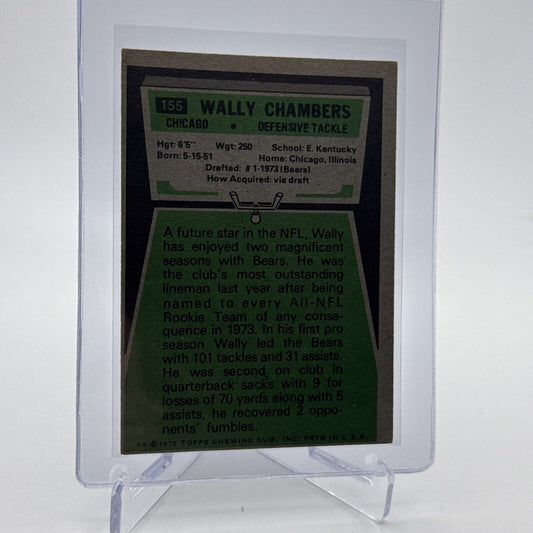 155 WALLY CHAMBERS
CHICAGO • DEFENSIVE TACKLE
Hgt: 6'5" Wgt: 250 School: E. Kentucky
Born: 5-15-51 Home: Chicago, Illinois
Drafted: #1-1973 (Bears)
How Acquired: via draft
A future star in the NFL, Wally
has enjoyed two magnificent
seasons with Bears. He was
the club's most outstanding
lineman last year after being
named to every All-NFL
Rookie Team of any conse-
quence in 1973. In his first pro
season Wally led the Bears
with 101 tackles and 31 assists.
He was second on club in
quarterback sacks with 9 for
losses of 70 yards along with 5
assists, he recovered 2 oppo-
nents' fumbles.
** © 1975 TOPPS CHEWING GUM, INC. PRTD IN U.S.A.